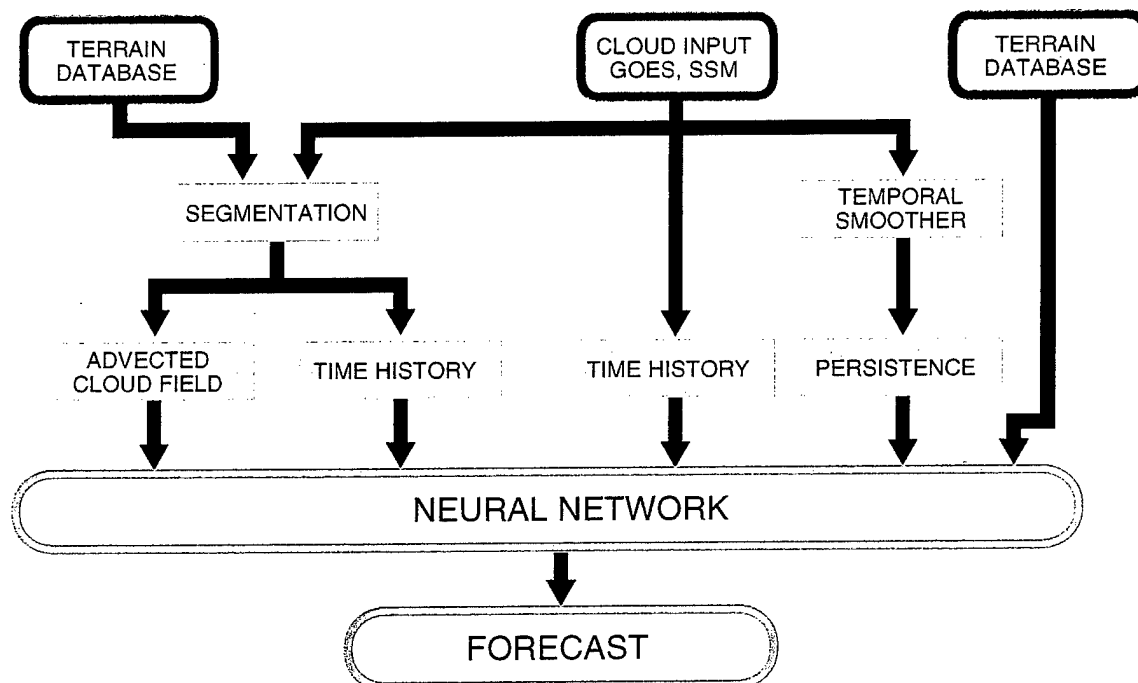 TERRAIN
DATABASE
CLOUD INPUT
GOES, SSM
TERRAIN
DATABASE
SEGMENTATION
TEMPORAL
SMOOTHER
ADVECTED
CLOUD FIELD
TIME HISTORY
TIME HISTORY
PERSISTENCE
NEURAL NETWORK
FORECAST